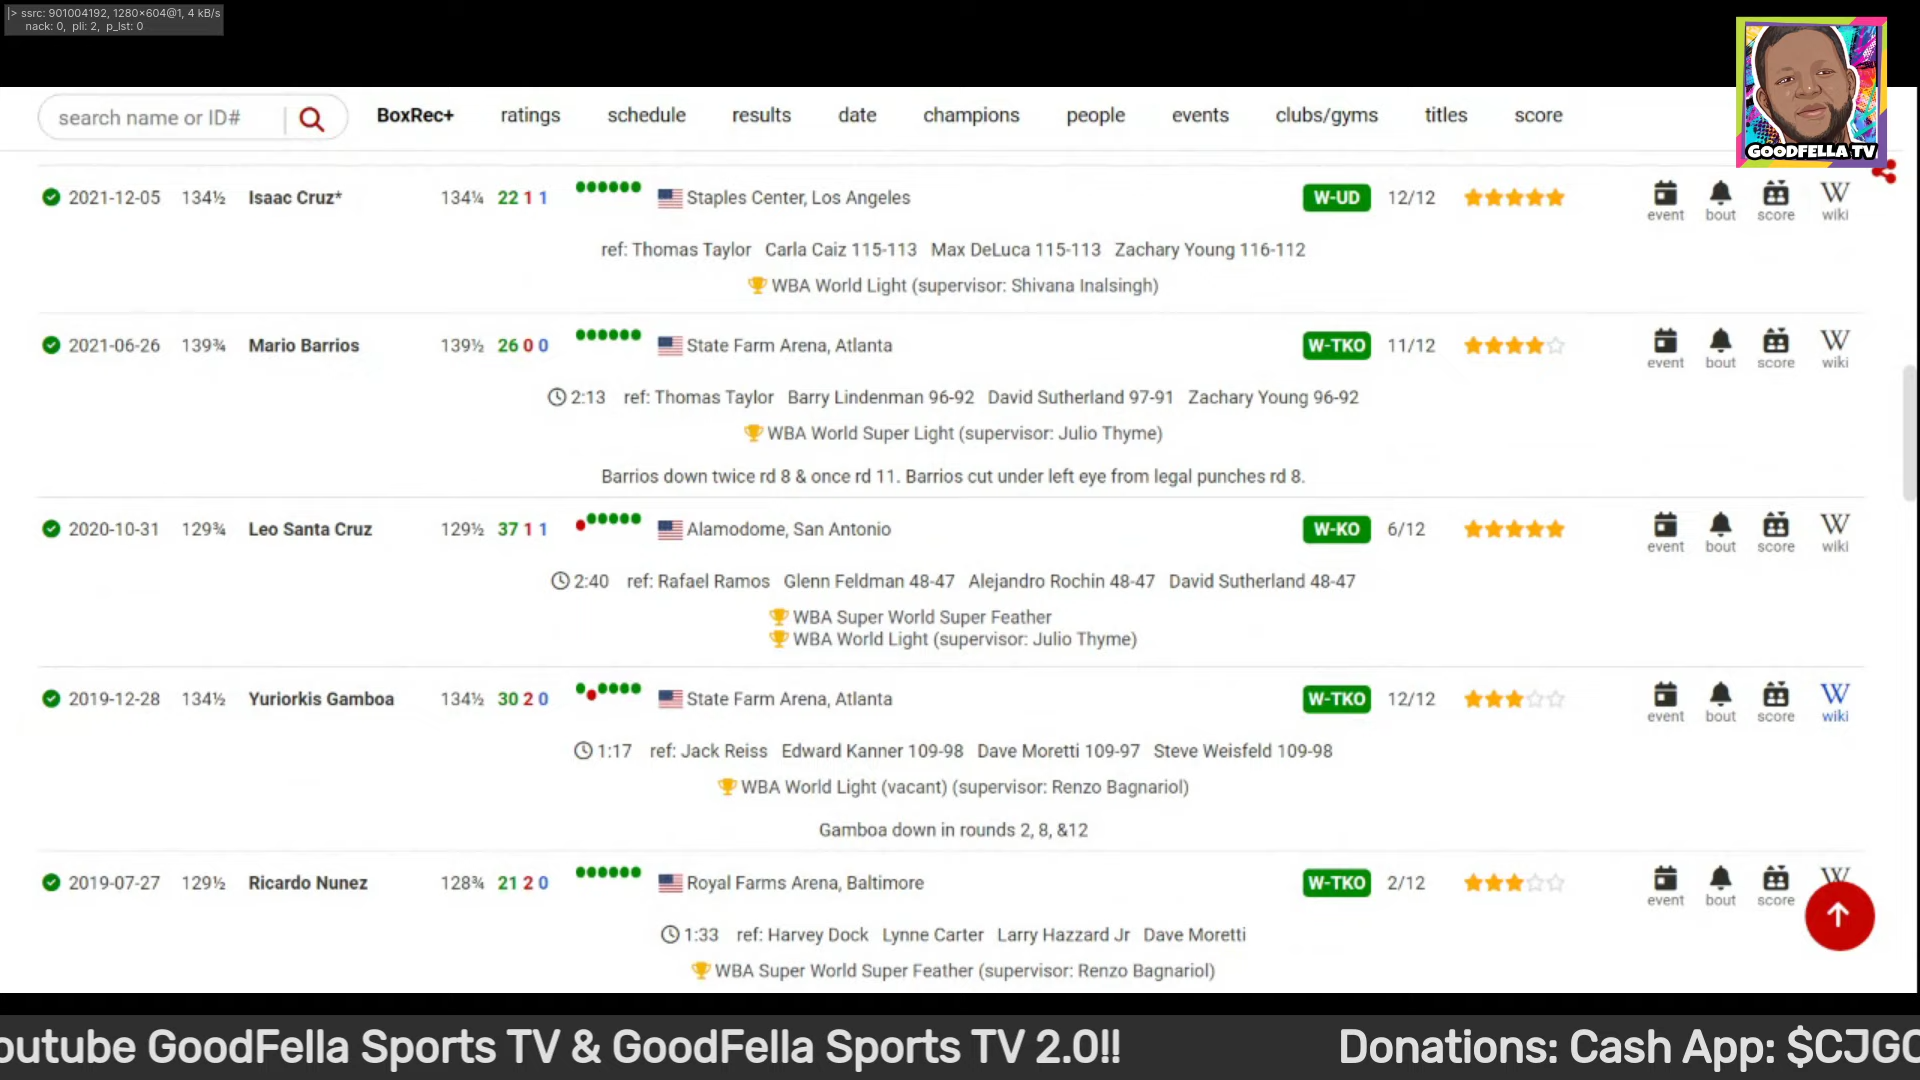 |> ssrc: 901004192, 1280×604@1, 4 kB/s
nack: 0, pli: 2, p_lst: 0
GOODFELLA TV
search name or ID# BoxRec+ ratings schedule results date champions people events clubs/gyms titles score
2021-12-05 134½ Isaac Cruz* 134¼ 22 1 1 Staples Center, Los Angeles W-UD 12/12 event bout score wiki
ref: Thomas Taylor Carla Caiz 115-113 Max DeLuca 115-113 Zachary Young 116-112
WBA World Light (supervisor: Shivana Inalsingh)
2021-06-26 139¾ Mario Barrios 139½ 26 0 0 State Farm Arena, Atlanta W-TKO 11/12 event bout score wiki
2:13 ref: Thomas Taylor Barry Lindenman 96-92 David Sutherland 97-91 Zachary Young 96-92
WBA World Super Light (supervisor: Julio Thyme)
Barrios down twice rd 8 & once rd 11. Barrios cut under left eye from legal punches rd 8.
2020-10-31 129¾ Leo Santa Cruz 129½ 37 1 1 Alamodome, San Antonio W-KO 6/12 event bout score wiki
2:40 ref: Rafael Ramos Glenn Feldman 48-47 Alejandro Rochin 48-47 David Sutherland 48-47
WBA Super World Super Feather
WBA World Light (supervisor: Julio Thyme)
2019-12-28 134½ Yuriorkis Gamboa 134½ 30 2 0 State Farm Arena, Atlanta W-TKO 12/12 event bout score wiki
1:17 ref: Jack Reiss Edward Kanner 109-98 Dave Moretti 109-97 Steve Weisfeld 109-98
WBA World Light (vacant) (supervisor: Renzo Bagnariol)
Gamboa down in rounds 2, 8, &12
2019-07-27 129½ Ricardo Nunez 128¾ 21 2 0 Royal Farms Arena, Baltimore W-TKO 2/12 event bout score
1:33 ref: Harvey Dock Lynne Carter Larry Hazzard Jr Dave Moretti
WBA Super World Super Feather (supervisor: Renzo Bagnariol)
outube GoodFella Sports TV & GoodFella Sports TV 2.0!! Donations: Cash App: $CJGO